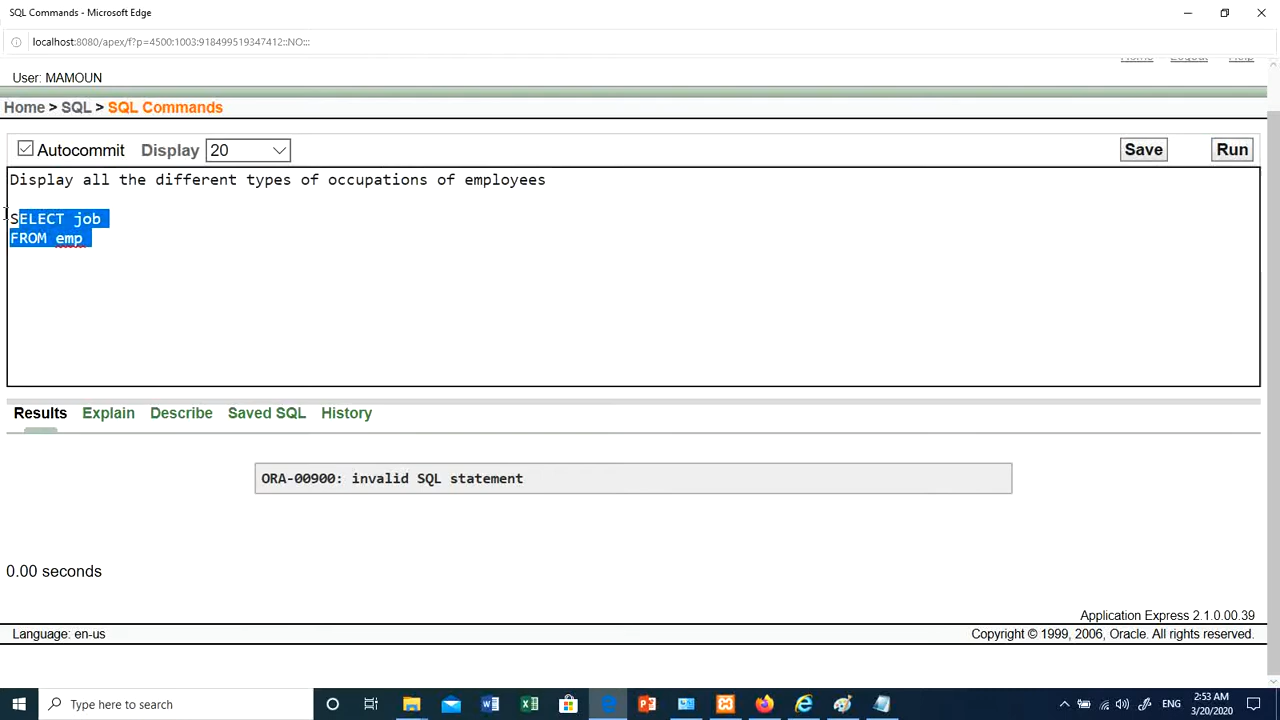 SQL Commands - Microsoft Edge
localhost:8080/apex/f?p=4500:1003:918499519347412::NO:::
Home Logout Help
User: MAMOUN
Home > SQL > SQL Commands
Autocommit Display 20 Save Run
Display all the different types of occupations of employees
SELECT job
FROM emp
Results Explain Describe Saved SQL History
ORA-00900: invalid SQL statement
0.00 seconds
Application Express 2.1.0.00.39
Language: en-us Copyright © 1999, 2006, Oracle. All rights reserved.
Type here to search ENG 2:53 AM
3/20/2020